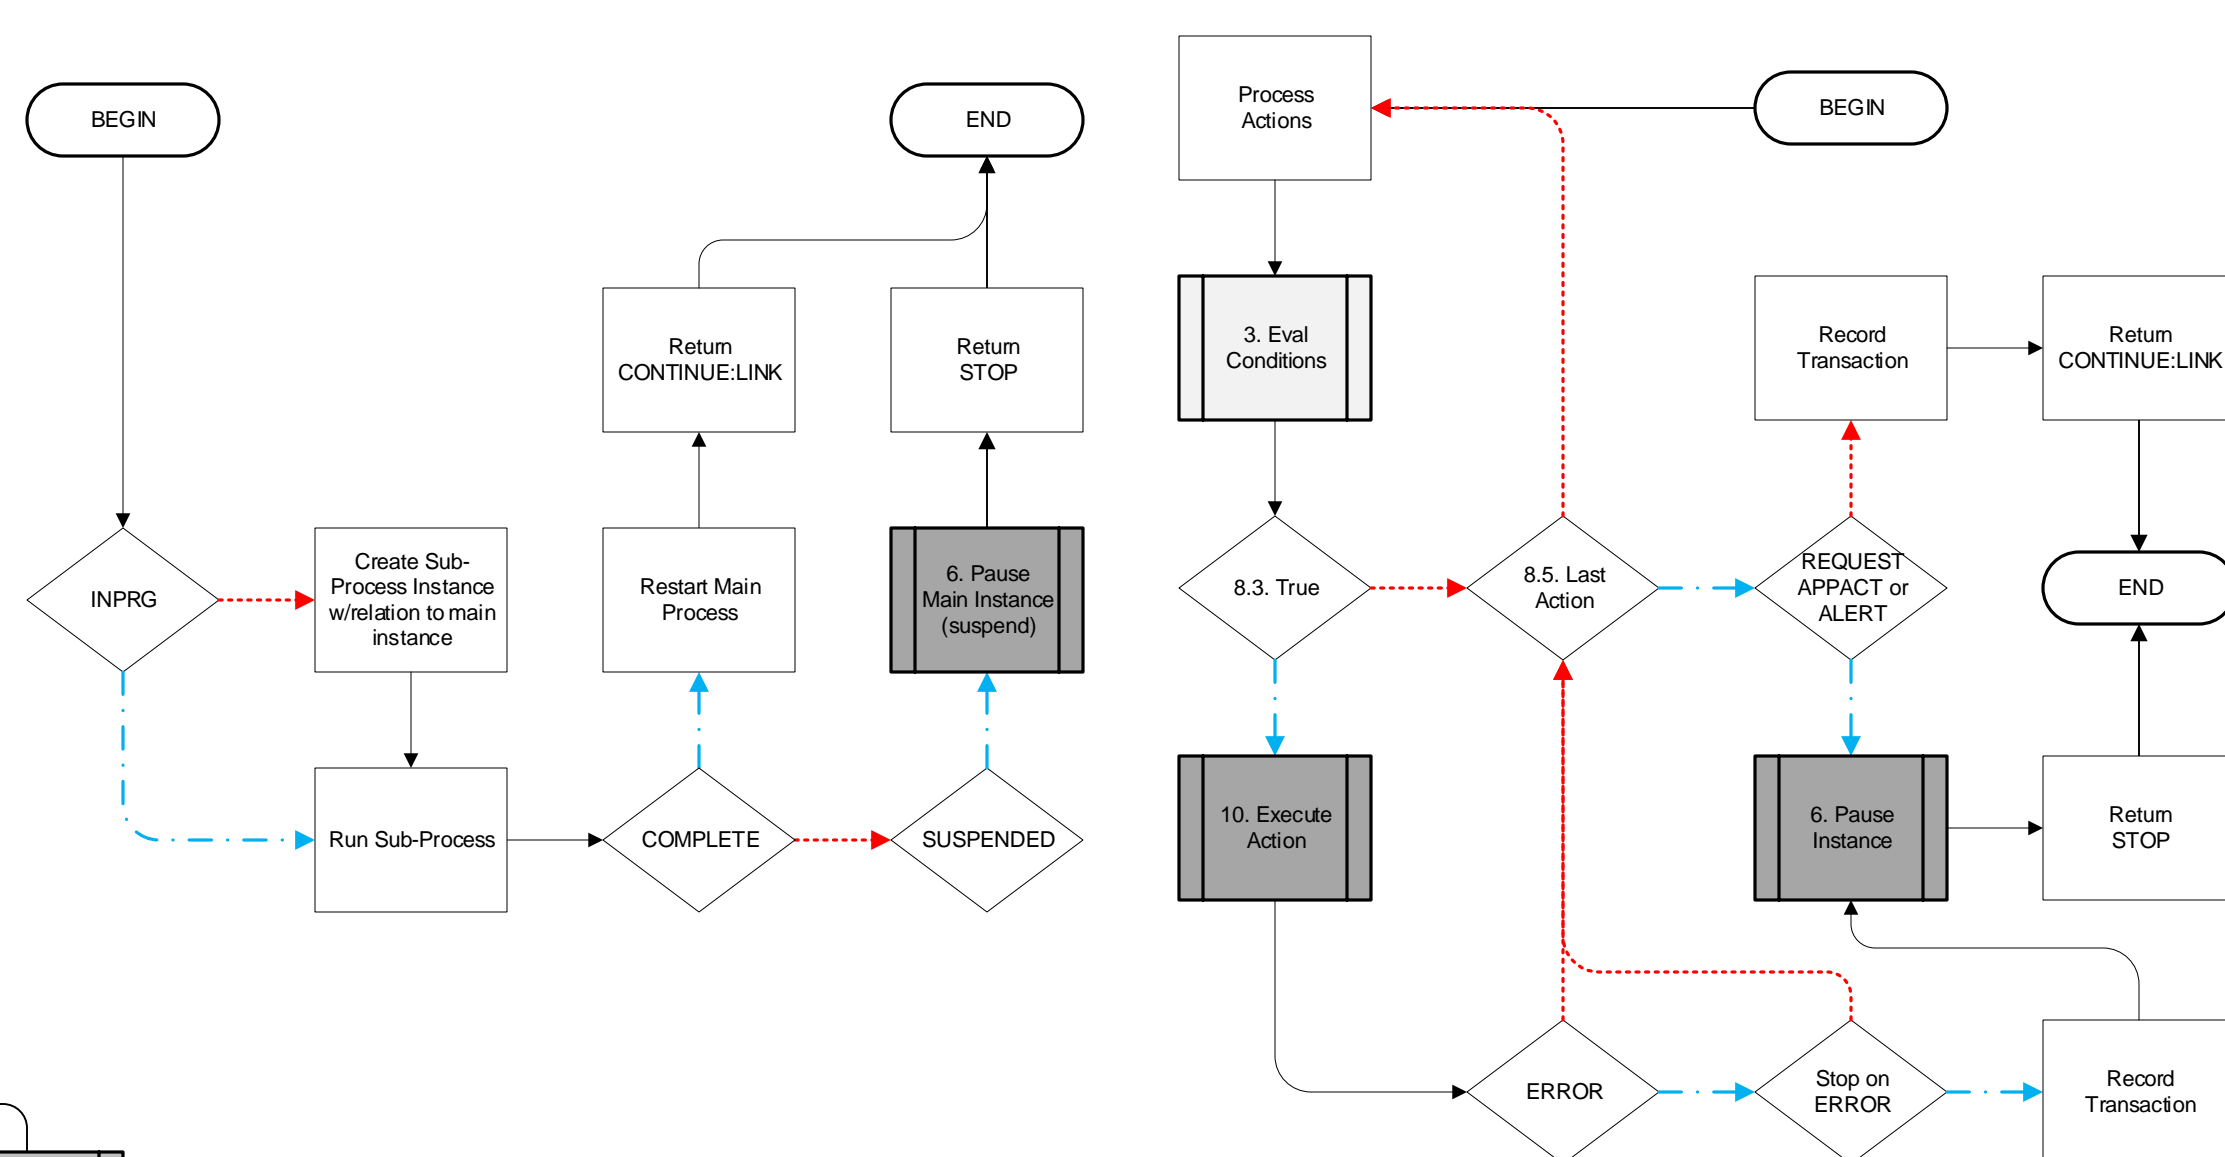 BEGIN
END
INPRG
Create Sub-
Process Instance
w/relation to main
instance
Run Sub-Process
Return
CONTINUE:LINK
Restart Main
Process
COMPLETE
Return
STOP
6. Pause
Main Instance
(suspend)
SUSPENDED
Process
Actions
BEGIN
3. Eval
Conditions
8.3. True
10. Execute
Action
8.5. Last
Action
ERROR
Record
Transaction
REQUEST
APPACT or
ALERT
6. Pause
Instance
Stop on
ERROR
Return
CONTINUE:LINK
END
Return
STOP
Record
Transaction